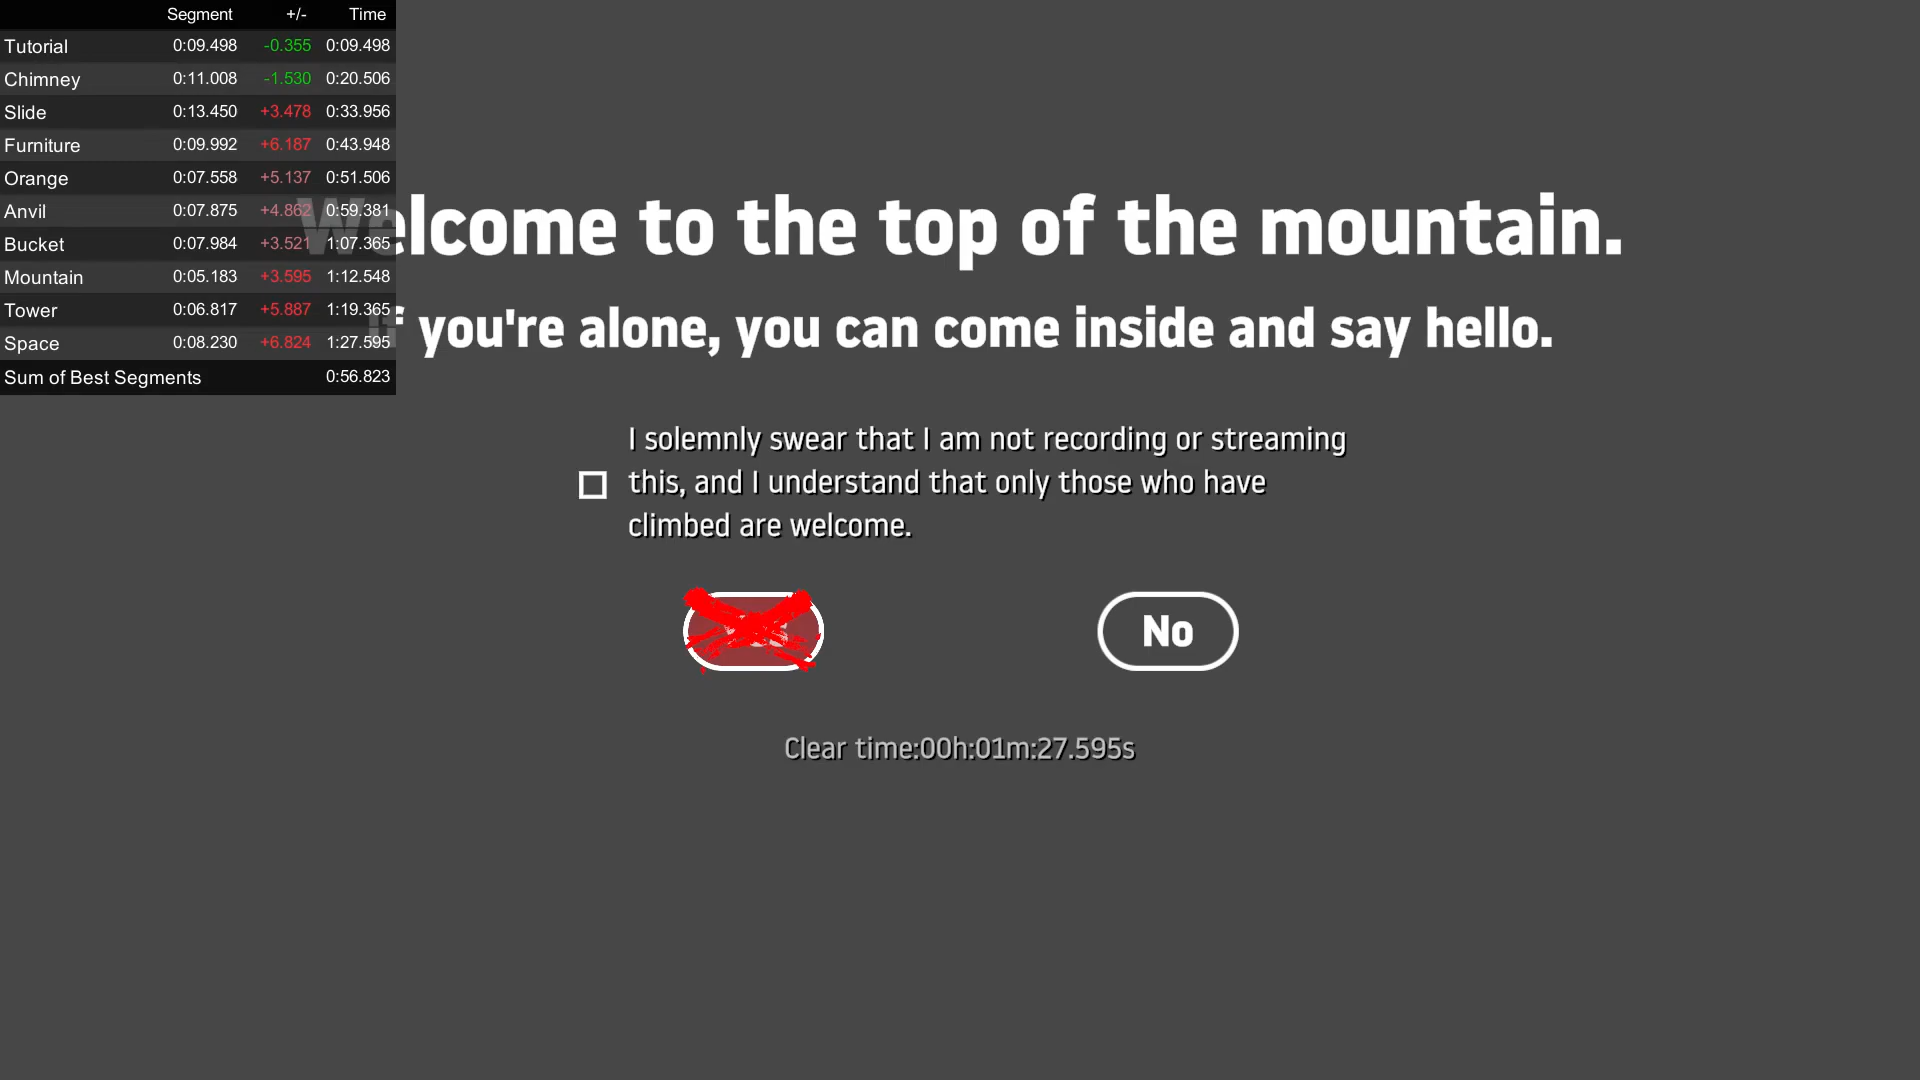 Segment +/- Time
Tutorial 0:09.498 -0.355 0:09.498
Chimney 0:11.008 -1.530 0:20.506
Slide 0:13.450 +3.478 0:33.956
Furniture 0:09.992 +6.187 0:43.948
Orange 0:07.558 +5.137 0:51.506
Anvil 0:07.875 +4.862 0:59.381
Bucket 0:07.984 +3.521 1:07.365
Mountain 0:05.183 +3.595 1:12.548
Tower 0:06.817 +5.887 1:19.365
Space 0:08.230 +6.824 1:27.595
Sum of Best Segments 0:56.823
Welcome to the top of the mountain.
If you're alone, you can come inside and say hello.
I solemnly swear that I am not recording or streaming
this, and I understand that only those who have
climbed are welcome.
No
Clear time:00h:01m:27.595s